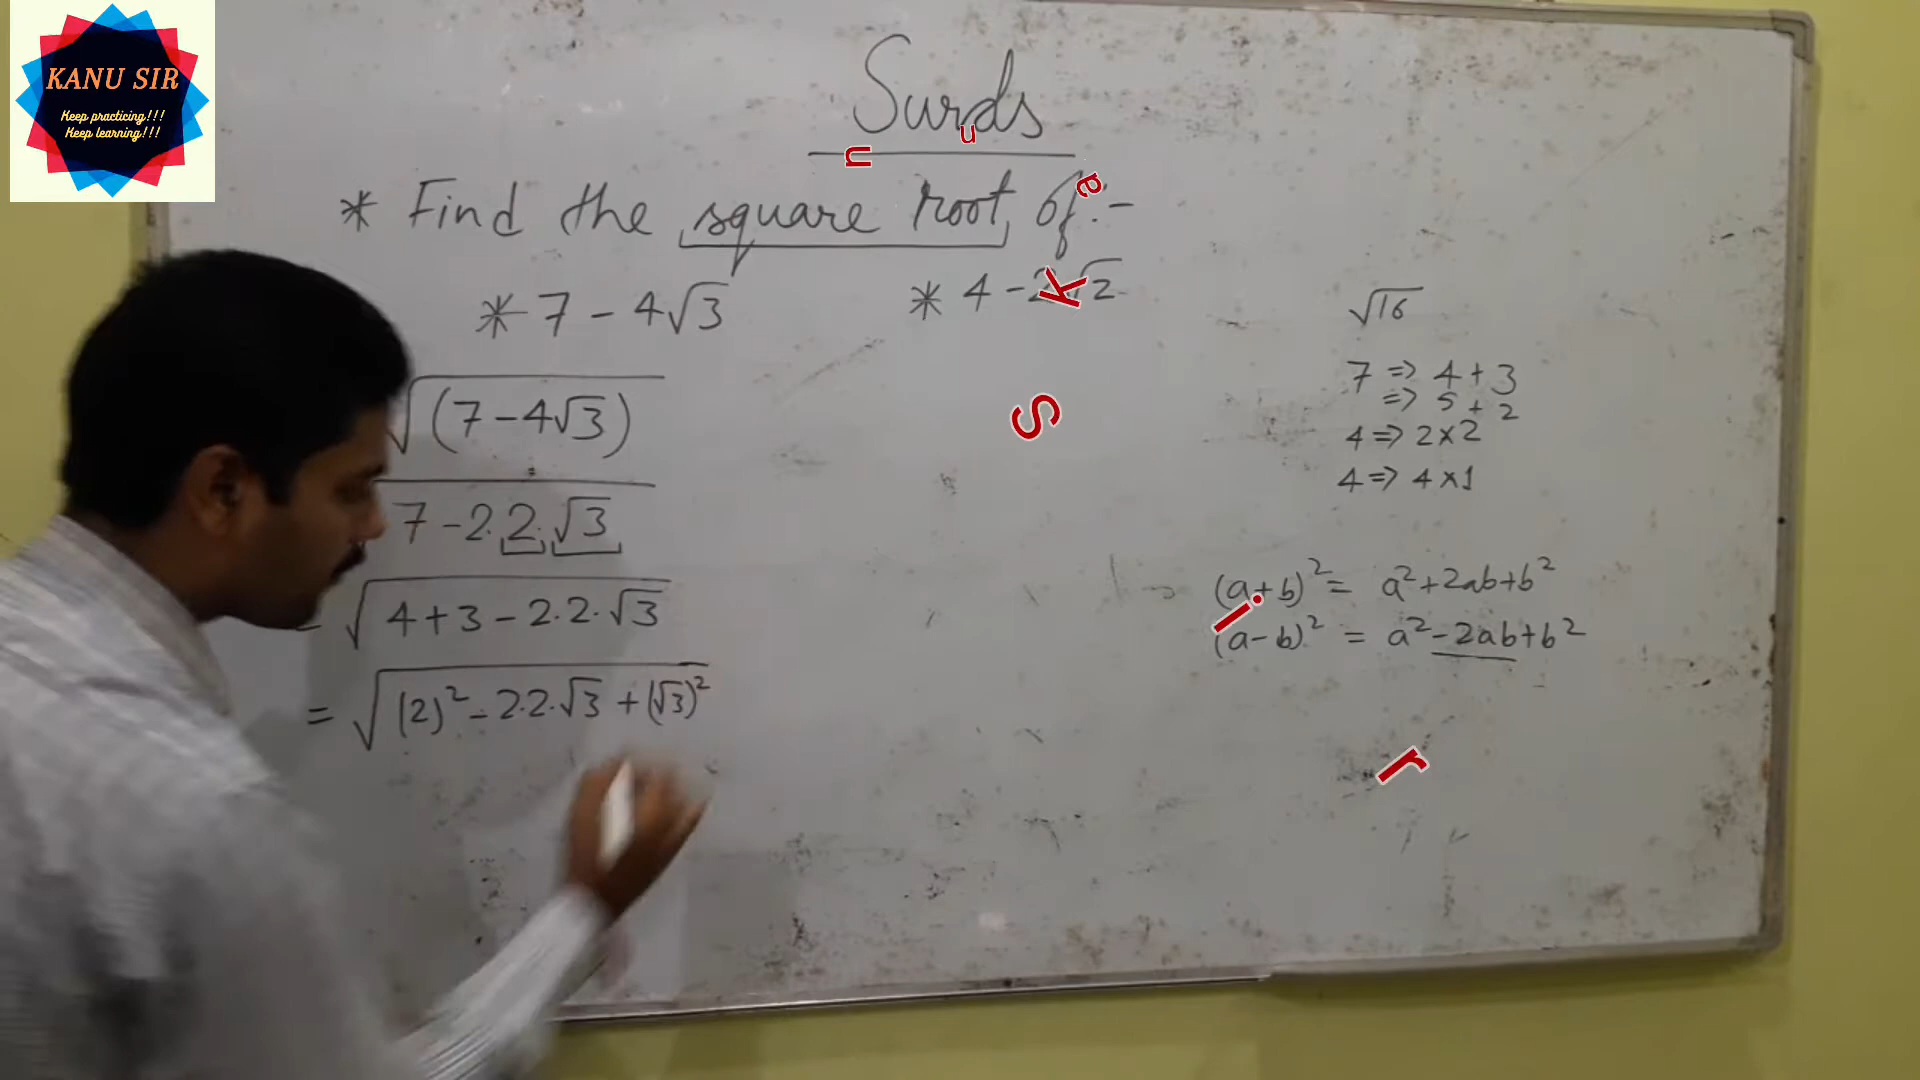 KANU SIR
Keep practicing!!!
Keep learning!!!
Surds
* Find the square root of :-
* 7 - 4√3
* 4 - 2√2
√(7-4√3)
7 - 2.2.√3
= √4+3-2.2.√3
= √(2)² - 2.2.√3 + (√3)²
√16
7 => 4+3
=> 5+2
4 => 2×2
4 => 4×1
(a+b)² = a²+2ab+b²
(a-b)² = a²-2ab+b²
n
u
a
K
S
i
r